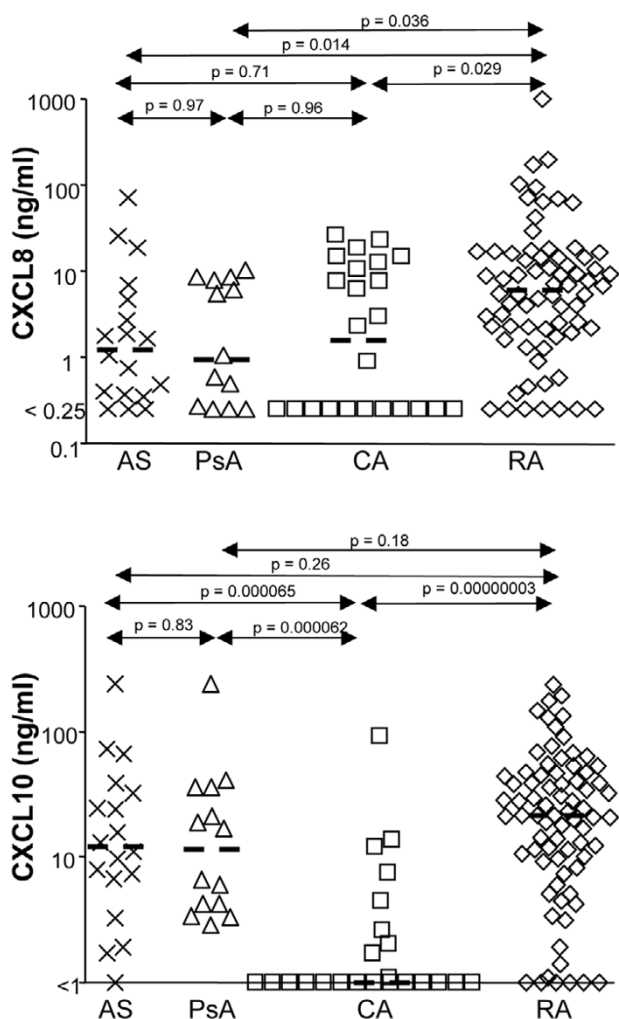 p = 0.036
p = 0.014
p = 0.71
p = 0.029
p = 0.97
p = 0.96
1000
100
10
1
< 0.25
0.1
CXCL8 (ng/ml)
AS PsA CA RA
p = 0.18
p = 0.26
p = 0.000065
p = 0.00000003
p = 0.83
p = 0.000062
1000
100
10
<1
CXCL10 (ng/ml)
AS PsA CA RA